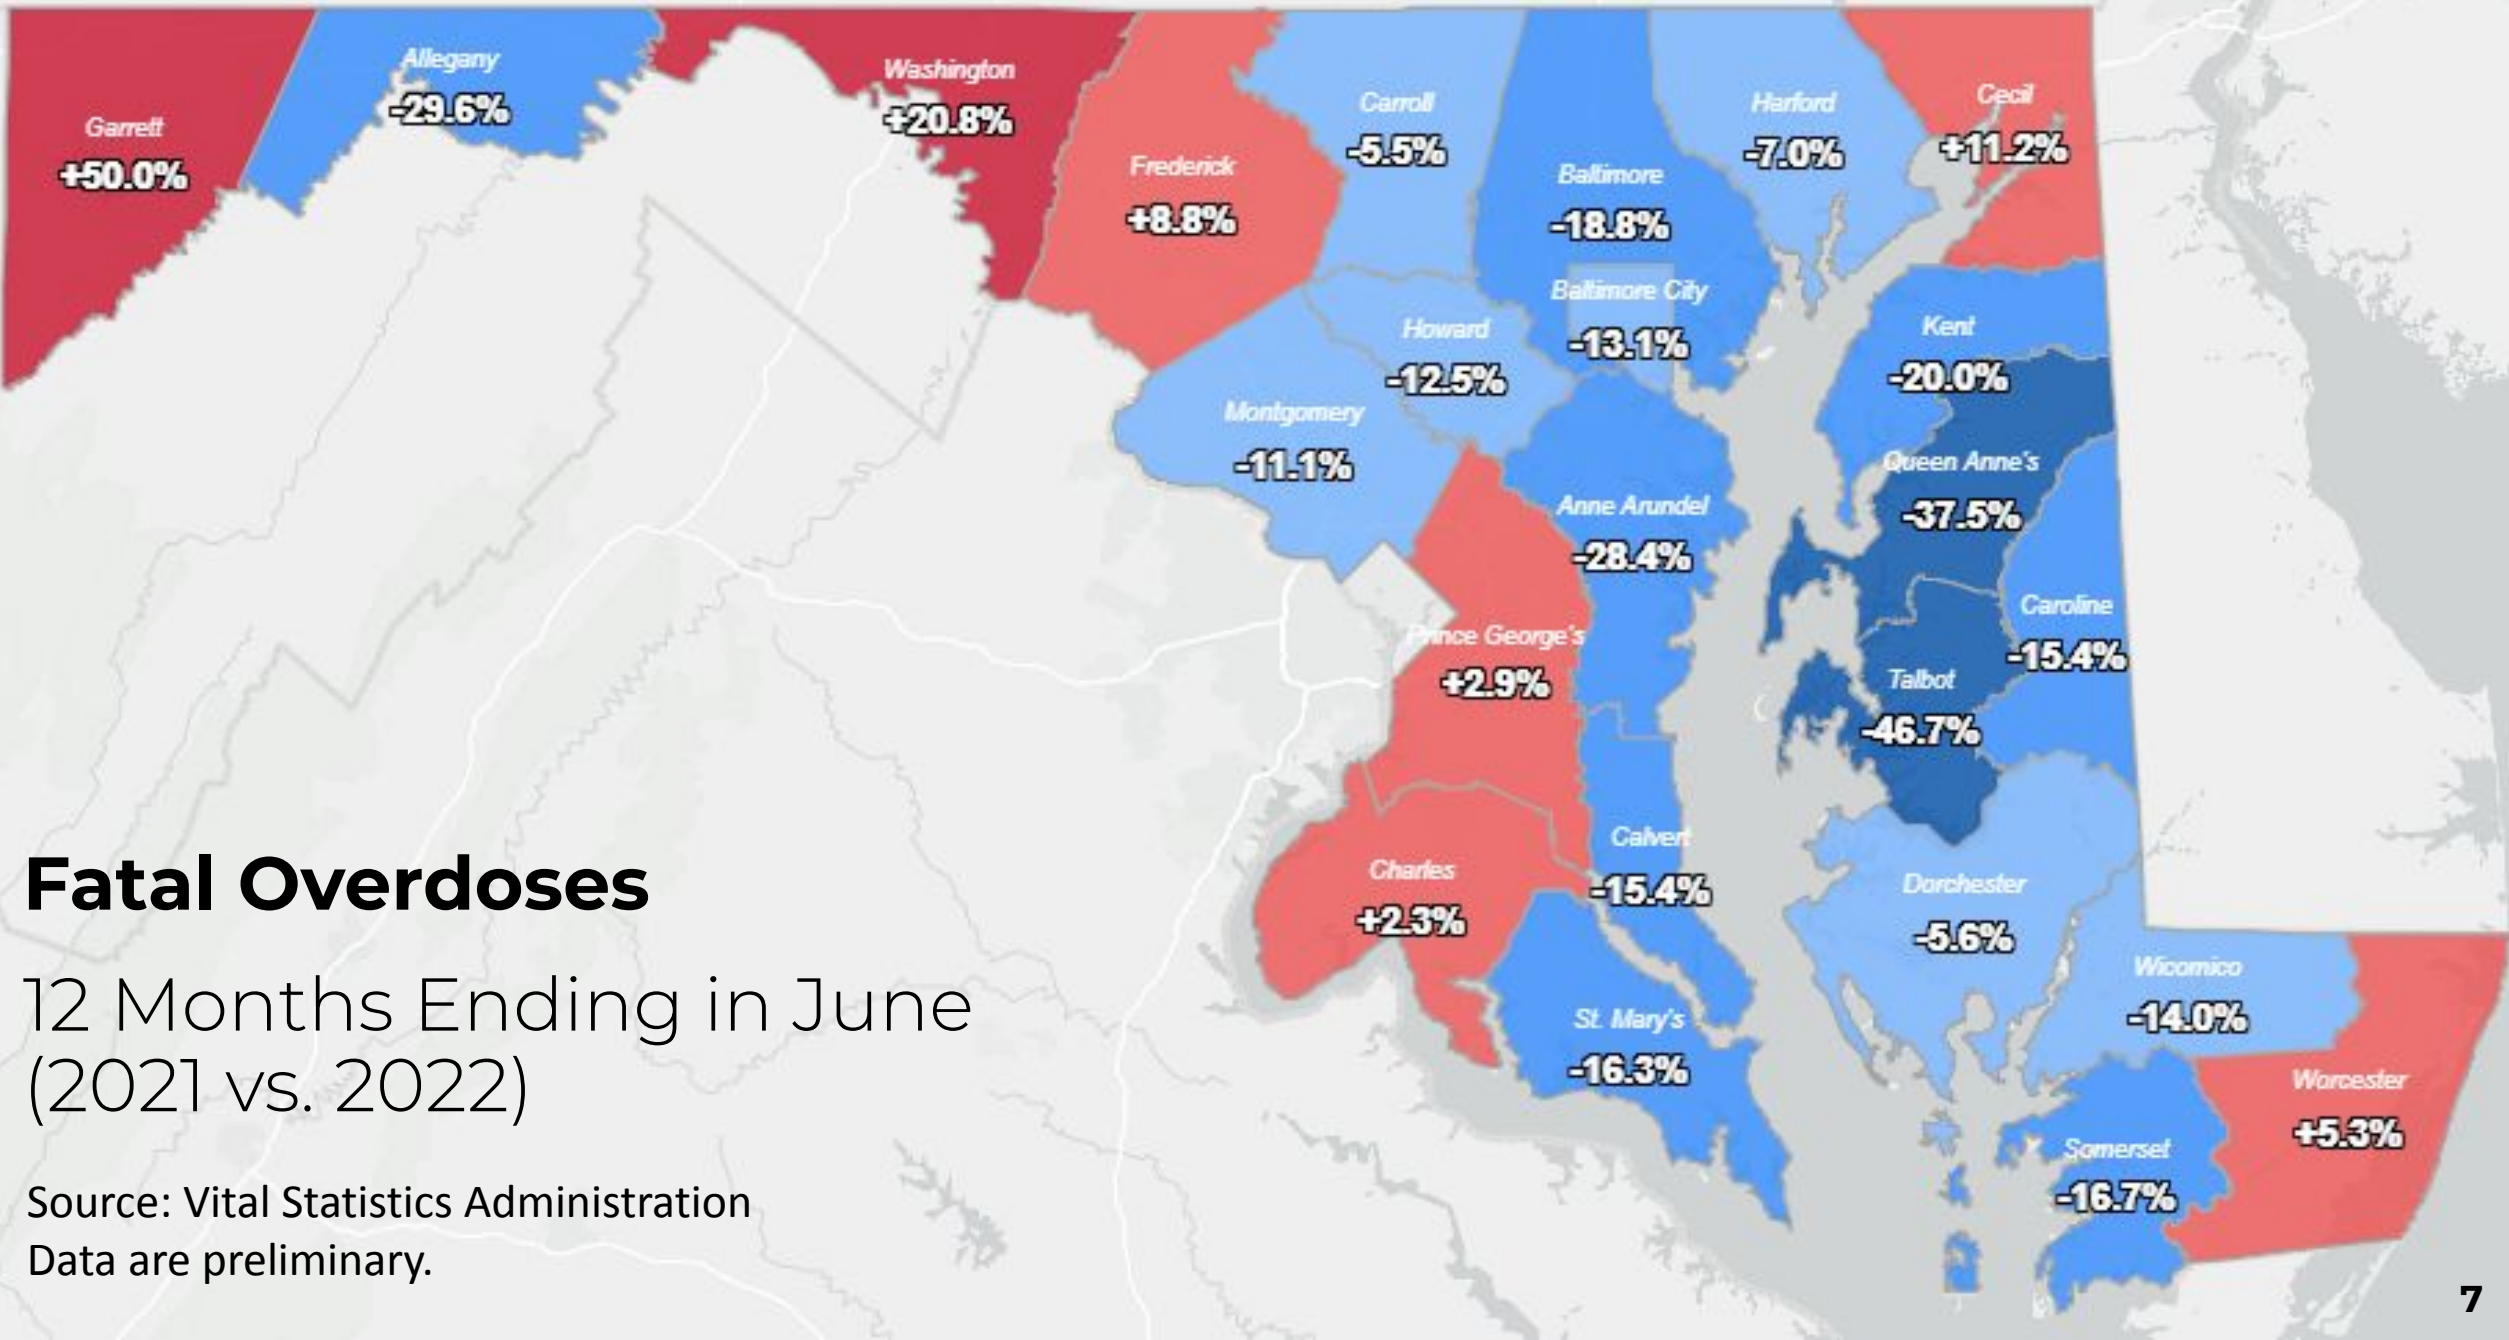 Garrett
+50.0%
Allegany
-29.6%
Washington
+20.8%
Frederick
+8.8%
Carroll
-5.5%
Baltimore
-18.8%
Baltimore City
-13.1%
Harford
-7.0%
Cecil
+11.2%
Howard
-12.5%
Montgomery
-11.1%
Kent
-20.0%
Queen Anne's
-37.5%
Anne Arundel
-28.4%
Prince George's
+2.9%
Caroline
-15.4%
Talbot
-46.7%
Calvert
-15.4%
Charles
+2.3%
Dorchester
-5.6%
Wicomico
-14.0%
St. Mary's
-16.3%
Worcester
+5.3%
Somerset
-16.7%
Fatal Overdoses
12 Months Ending in June
(2021 vs. 2022)
Source: Vital Statistics Administration
Data are preliminary.
7